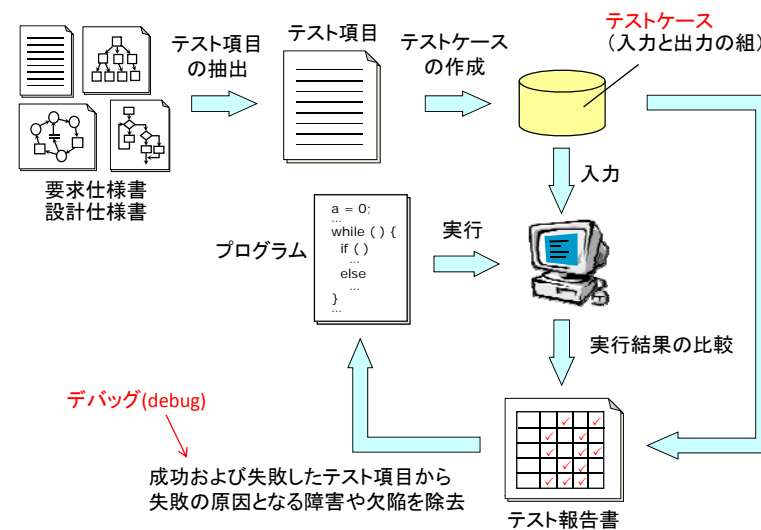 テスト項目
の抽出
テスト項目
テストケース
の作成
テストケース
（入力と出力の組）
要求仕様書
設計仕様書
入力
プログラム
a = 0;
...
while ( ) {
if ( )
...
else
...
}
...
実行
実行結果の比較
デバッグ(debug)
成功および失敗したテスト項目から
失敗の原因となる障害や欠陥を除去
テスト報告書